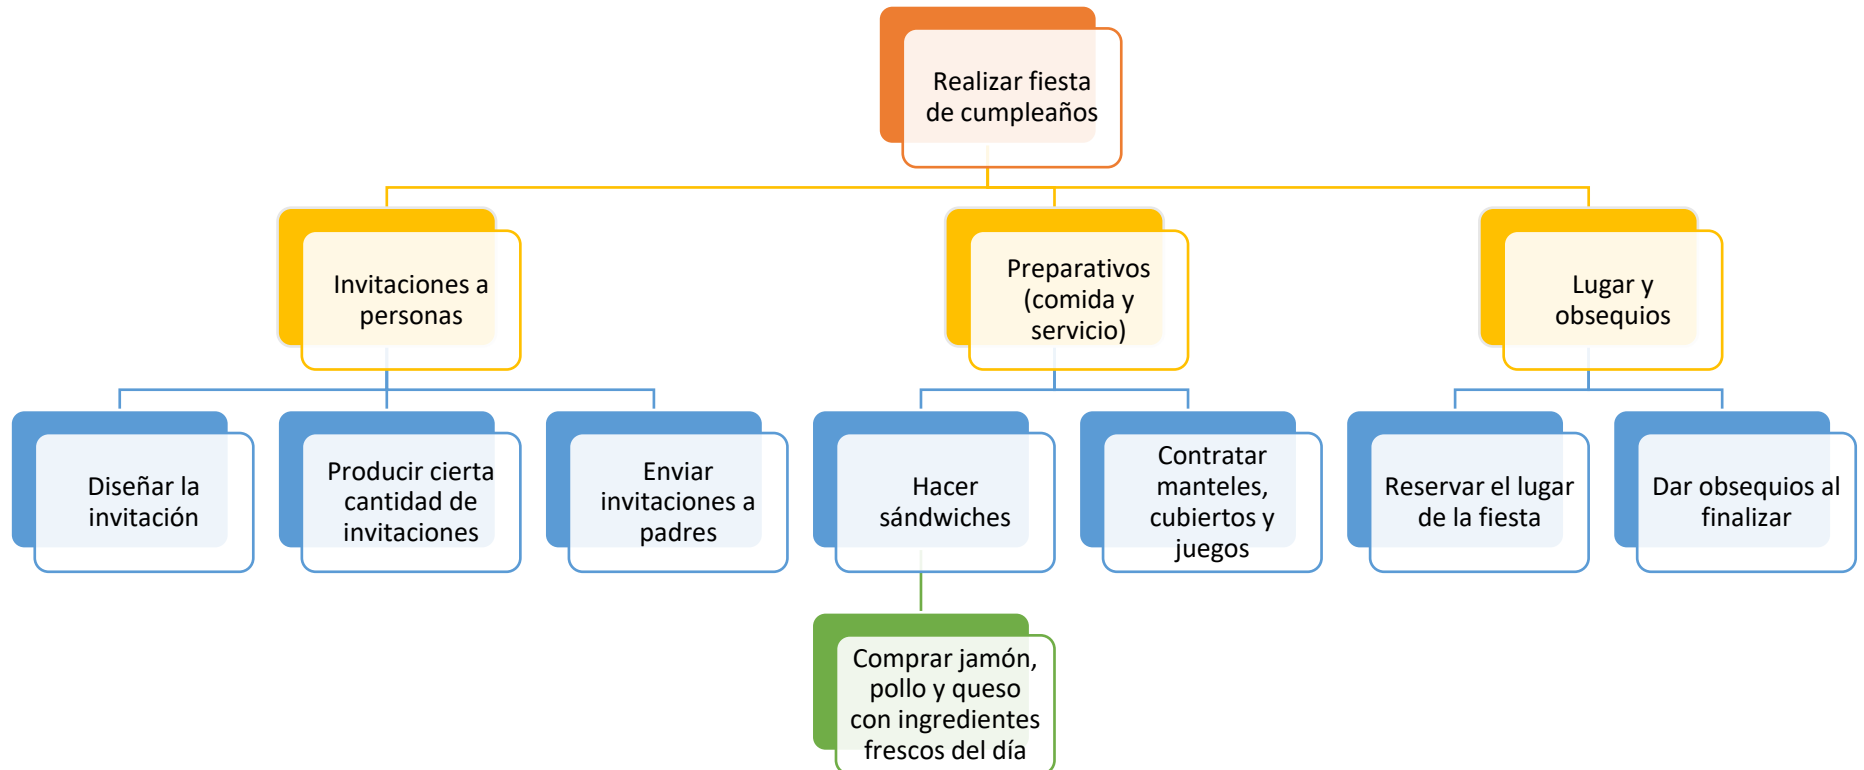 Realizar fiesta
de cumpleaños
Invitaciones a
personas
Preparativos
(comida y
servicio)
Lugar y
obsequios
Diseñar la
invitación
Producir cierta
cantidad de
invitaciones
Enviar
invitaciones a
padres
Hacer
sándwiches
Contratar
manteles,
cubiertos y
juegos
Reservar el lugar
de la fiesta
Dar obsequios al
finalizar
Comprar jamón,
pollo y queso
con ingredientes
frescos del día